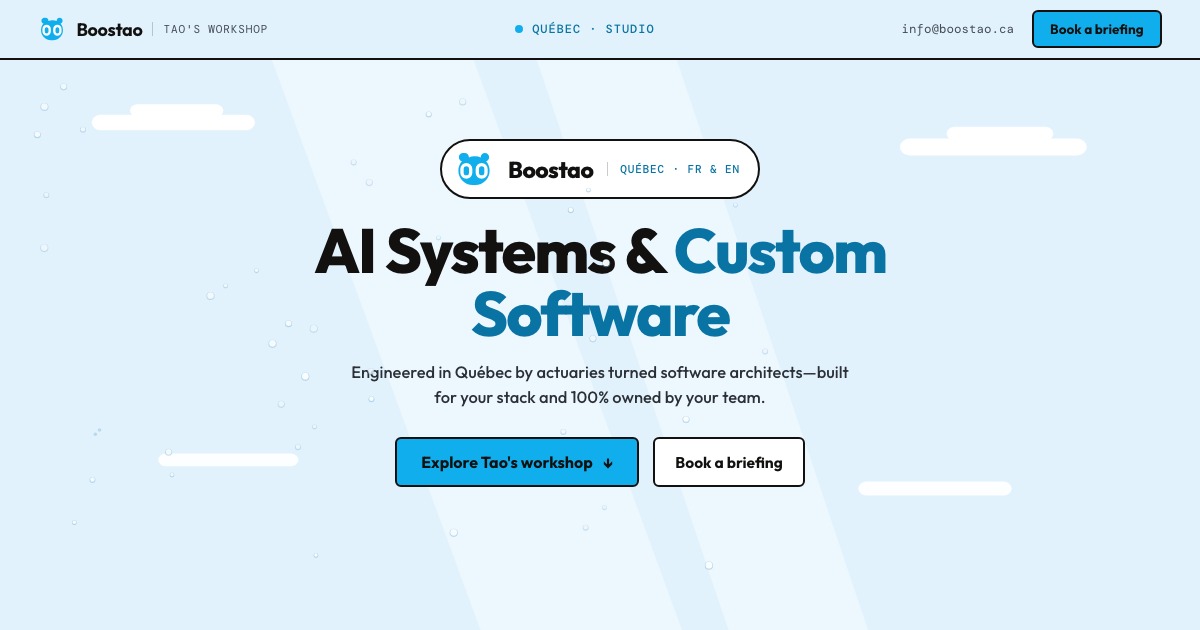 Boostao
TAO'S WORKSHOP
QUÉBEC · STUDIO
info@boostao.ca
Book a briefing
Boostao
QUÉBEC · FR & EN
AI Systems & Custom
Software
Engineered in Québec by actuaries turned software architects—built
for your stack and 100% owned by your team.
Explore Tao's workshop ↓
Book a briefing